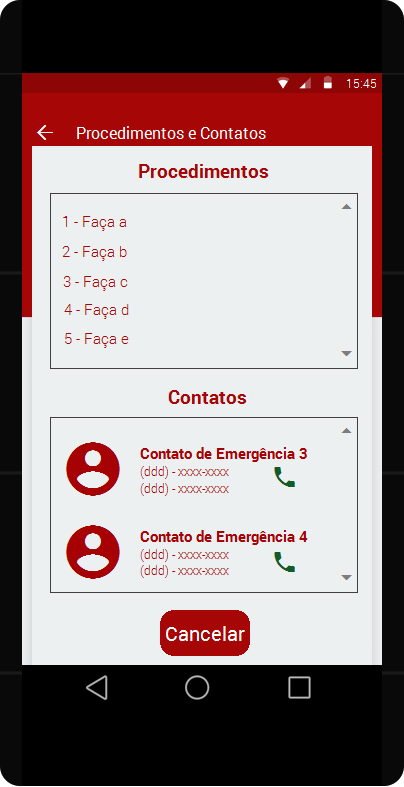 15:45
Procedimentos e Contatos
Procedimentos
1 - Faça a
2 - Faça b
3 - Faça c
4 - Faça d
5 - Faça e
Contatos
Contato de Emergência 3
(ddd) - xxxx-xxxx
(ddd) - xxxx-xxxx
Contato de Emergência 4
(ddd) - xxxx-xxxx
(ddd) - xxxx-xxxx
Cancelar